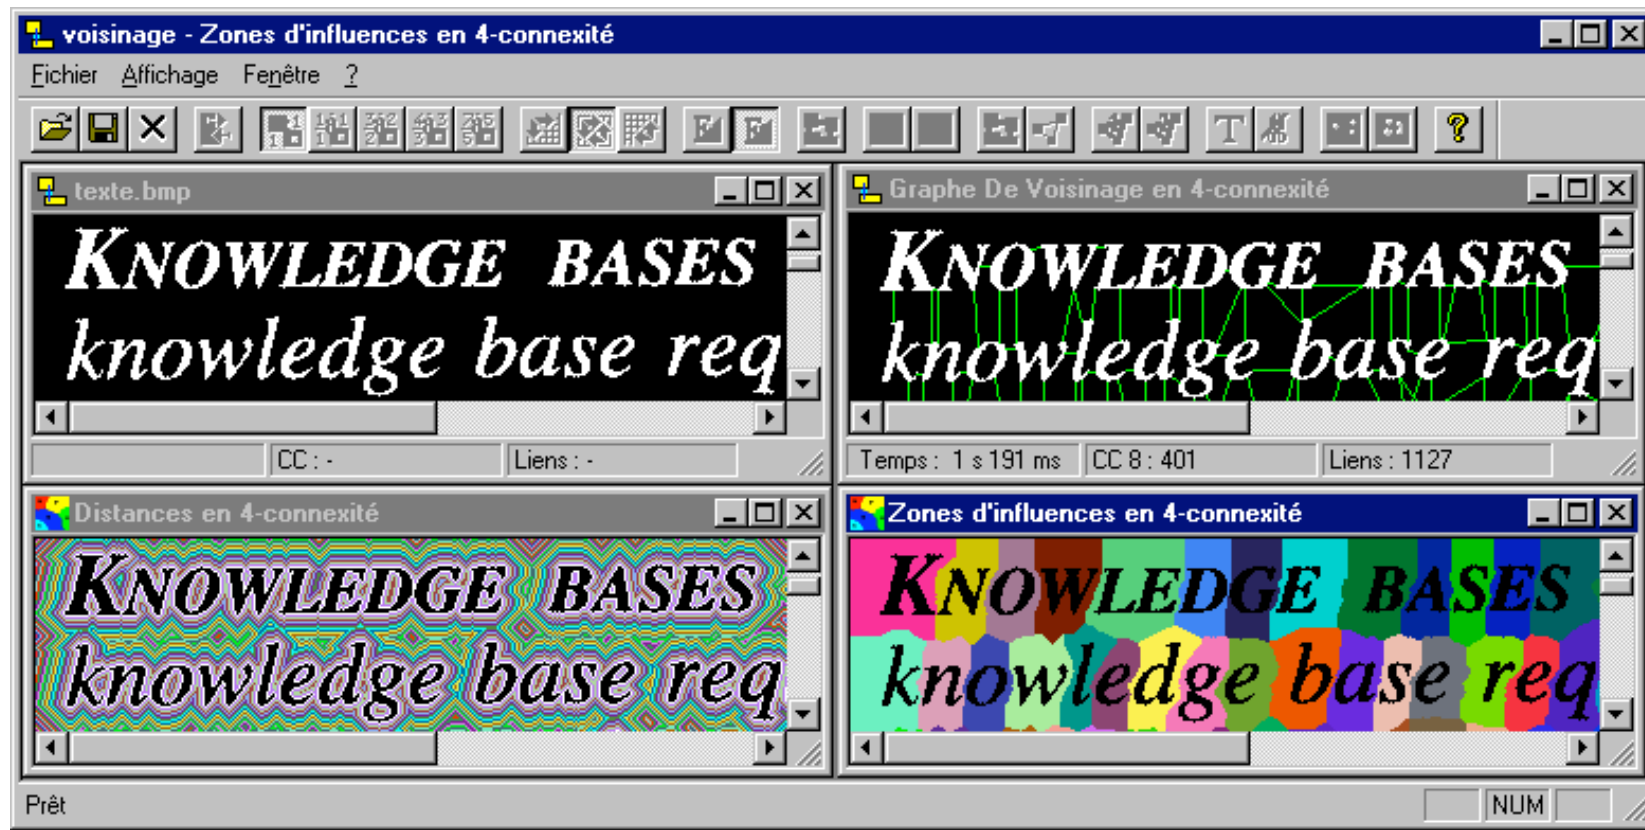 voisinage - Zones d'influences en 4-connexité
Fichier Affichage Fenêtre ?
texte.bmp
KNOWLEDGE BASES
knowledge base req
CC : - Liens : -
Graphe De Voisinage en 4-connexité
KNOWLEDGE BASES
knowledge base req
Temps : 1 s 191 ms CC 8 : 401 Liens : 1127
Distances en 4-connexité
KNOWLEDGE BASES
knowledge base req
Zones d'influences en 4-connexité
KNOWLEDGE BASES
knowledge base req
Prêt NUM